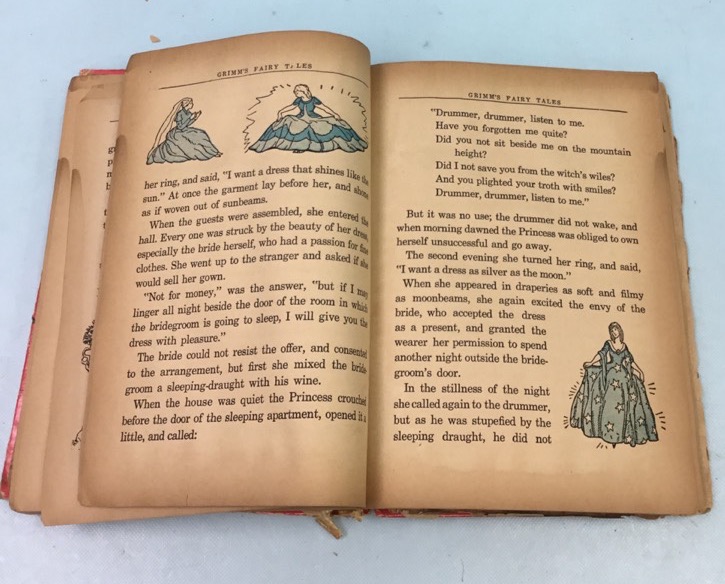 GRIMM'S FAIRY TALES
her ring, and said, "I want a dress that shines like the
sun." At once the garment lay before her, and shone
as if woven out of sunbeams.
When the guests were assembled, she entered the
hall. Every one was struck by the beauty of her dress
especially the bride herself, who had a passion for fine
clothes. She went up to the stranger and asked if she
would sell her gown.
"Not for money," was the answer, "but if I may
linger all night beside the door of the room in which
the bridegroom is going to sleep, I will give you the
dress with pleasure."
The bride could not resist the offer, and consented
to the arrangement, but first she mixed the bride-
groom a sleeping-draught with his wine.
When the house was quiet the Princess crouched
before the door of the sleeping apartment, opened it a
little, and called:
GRIMM'S FAIRY TALES
"Drummer, drummer, listen to me.
Have you forgotten me quite?
Did you not sit beside me on the mountain
height?
Did I not save you from the witch's wiles?
And you plighted your troth with smiles?
Drummer, drummer, listen to me."
But it was no use; the drummer did not wake, and
when morning dawned the Princess was obliged to own
herself unsuccessful and go away.
The second evening she turned her ring, and said,
"I want a dress as silver as the moon."
When she appeared in draperies as soft and filmy
as moonbeams, she again excited the envy of the
bride, who accepted the dress
as a present, and granted the
wearer her permission to spend
another night outside the bride-
groom's door.
In the stillness of the night
she called again to the drummer,
but as he was stupefied by the
sleeping draught, he did not